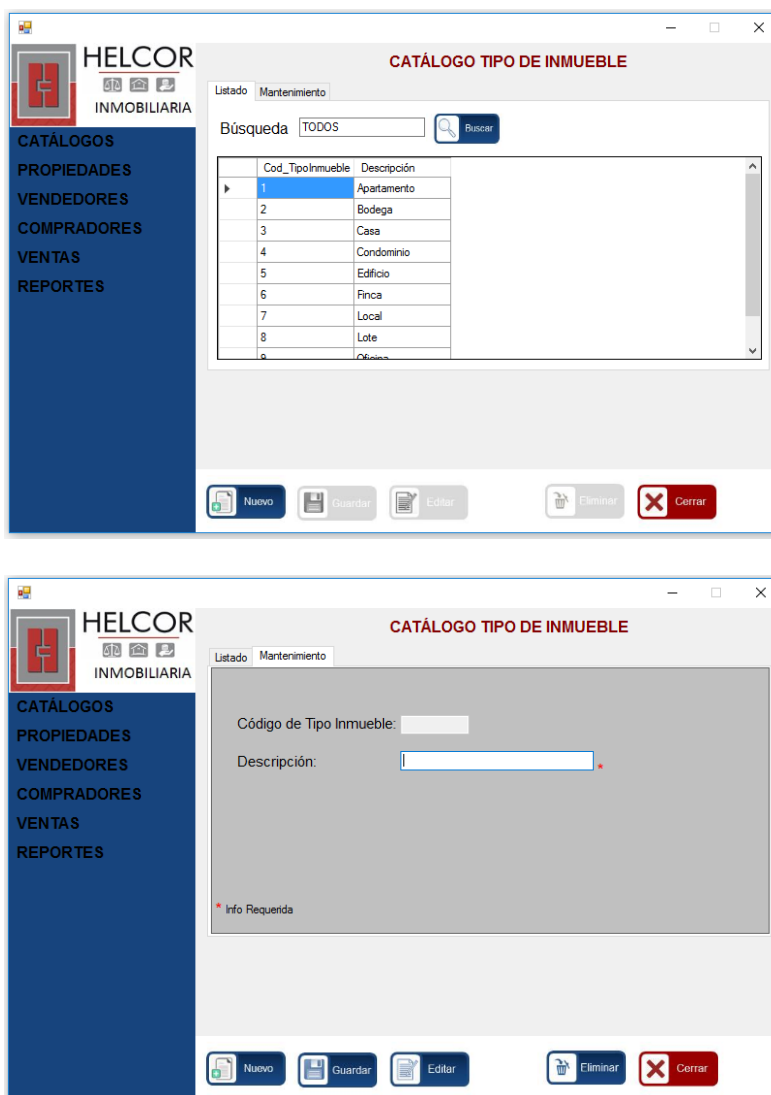 HELCOR
INMOBILIARIA
CATÁLOGO TIPO DE INMUEBLE
Listado Mantenimiento
Búsqueda TODOS Buscar
CATÁLOGOS
PROPIEDADES
VENDEDORES
COMPRADORES
VENTAS
REPORTES
Cod_TipoInmueble Descripción
1 Apartamento
2 Bodega
3 Casa
4 Condominio
5 Edificio
6 Finca
7 Local
8 Lote
9 Oficina
Nuevo Guardar Editar Eliminar Cerrar
HELCOR
INMOBILIARIA
CATÁLOGO TIPO DE INMUEBLE
Listado Mantenimiento
CATÁLOGOS
PROPIEDADES
VENDEDORES
COMPRADORES
VENTAS
REPORTES
Código de Tipo Inmueble:
Descripción: *
* Info Requerida
Nuevo Guardar Editar Eliminar Cerrar